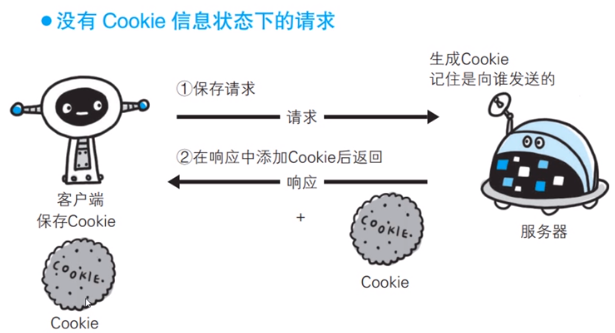 ●没有 Cookie 信息状态下的请求
①保存请求
请求
生成Cookie
记住是向谁发送的
②在响应中添加Cookie后返回
响应
+
COOKIE
Cookie
客户端
保存Cookie
COOKIE
Cookie
服务器